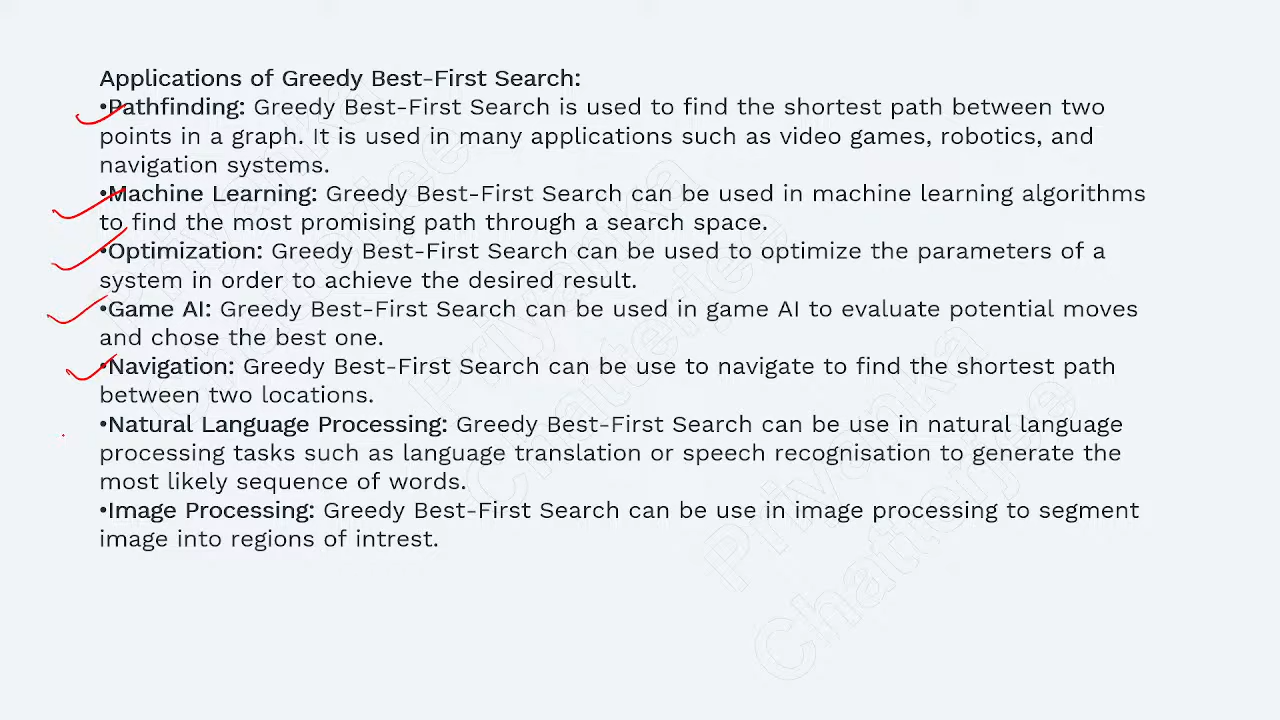 Applications of Greedy Best-First Search:
•Pathfinding: Greedy Best-First Search is used to find the shortest path between two
points in a graph. It is used in many applications such as video games, robotics, and
navigation systems.
•Machine Learning: Greedy Best-First Search can be used in machine learning algorithms
to find the most promising path through a search space.
•Optimization: Greedy Best-First Search can be used to optimize the parameters of a
system in order to achieve the desired result.
•Game AI: Greedy Best-First Search can be used in game AI to evaluate potential moves
and chose the best one.
•Navigation: Greedy Best-First Search can be use to navigate to find the shortest path
between two locations.
•Natural Language Processing: Greedy Best-First Search can be use in natural language
processing tasks such as language translation or speech recognisation to generate the
most likely sequence of words.
•Image Processing: Greedy Best-First Search can be use in image processing to segment
image into regions of intrest.
Priyanka
Chatterjee
Priyanka
Chatterjee
Priyanka
Chatterjee